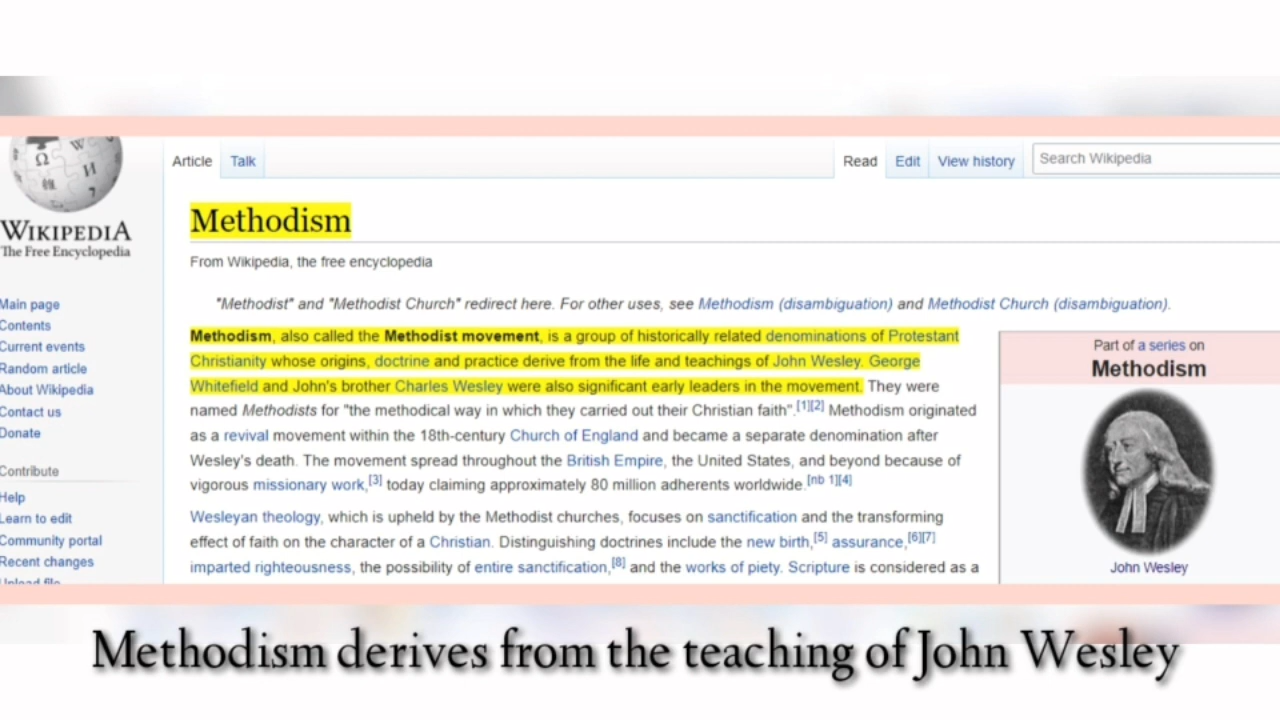 Article Talk Read Edit View history Search Wikipedia
WIKIPEDIA
The Free Encyclopedia
Main page
Contents
Current events
Random article
About Wikipedia
Contact us
Donate
Contribute
Help
Learn to edit
Community portal
Recent changes
Upload file
Methodism
From Wikipedia, the free encyclopedia
"Methodist" and "Methodist Church" redirect here. For other uses, see Methodism (disambiguation) and Methodist Church (disambiguation).
Methodism, also called the Methodist movement, is a group of historically related denominations of Protestant
Christianity whose origins, doctrine and practice derive from the life and teachings of John Wesley. George
Whitefield and John's brother Charles Wesley were also significant early leaders in the movement. They were
named Methodists for "the methodical way in which they carried out their Christian faith".[1][2] Methodism originated
as a revival movement within the 18th-century Church of England and became a separate denomination after
Wesley's death. The movement spread throughout the British Empire, the United States, and beyond because of
vigorous missionary work,[3] today claiming approximately 80 million adherents worldwide.[nb 1][4]
Wesleyan theology, which is upheld by the Methodist churches, focuses on sanctification and the transforming
effect of faith on the character of a Christian. Distinguishing doctrines include the new birth,[5] assurance,[6][7]
imparted righteousness, the possibility of entire sanctification,[8] and the works of piety. Scripture is considered as a
Part of a series on
Methodism
John Wesley
Methodism derives from the teaching of John Wesley